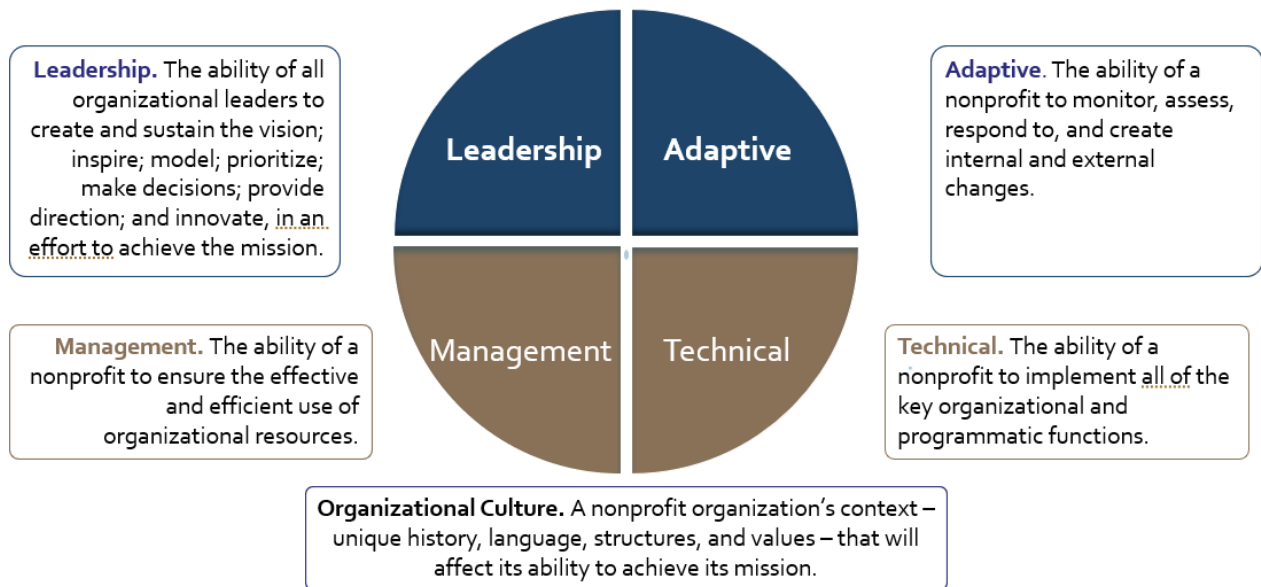 Leadership. The ability of all
organizational leaders to
create and sustain the vision;
inspire; model; prioritize;
make decisions; provide
direction; and innovate, in an
effort to achieve the mission.
Leadership
Adaptive
Adaptive. The ability of a
nonprofit to monitor, assess,
respond to, and create
internal and external
changes.
Management. The ability of a
nonprofit to ensure the effective
and efficient use of
organizational resources.
Management
Technical
Technical. The ability of a
nonprofit to implement all of the
key organizational and
programmatic functions.
Organizational Culture. A nonprofit organization’s context –
unique history, language, structures, and values – that will
affect its ability to achieve its mission.